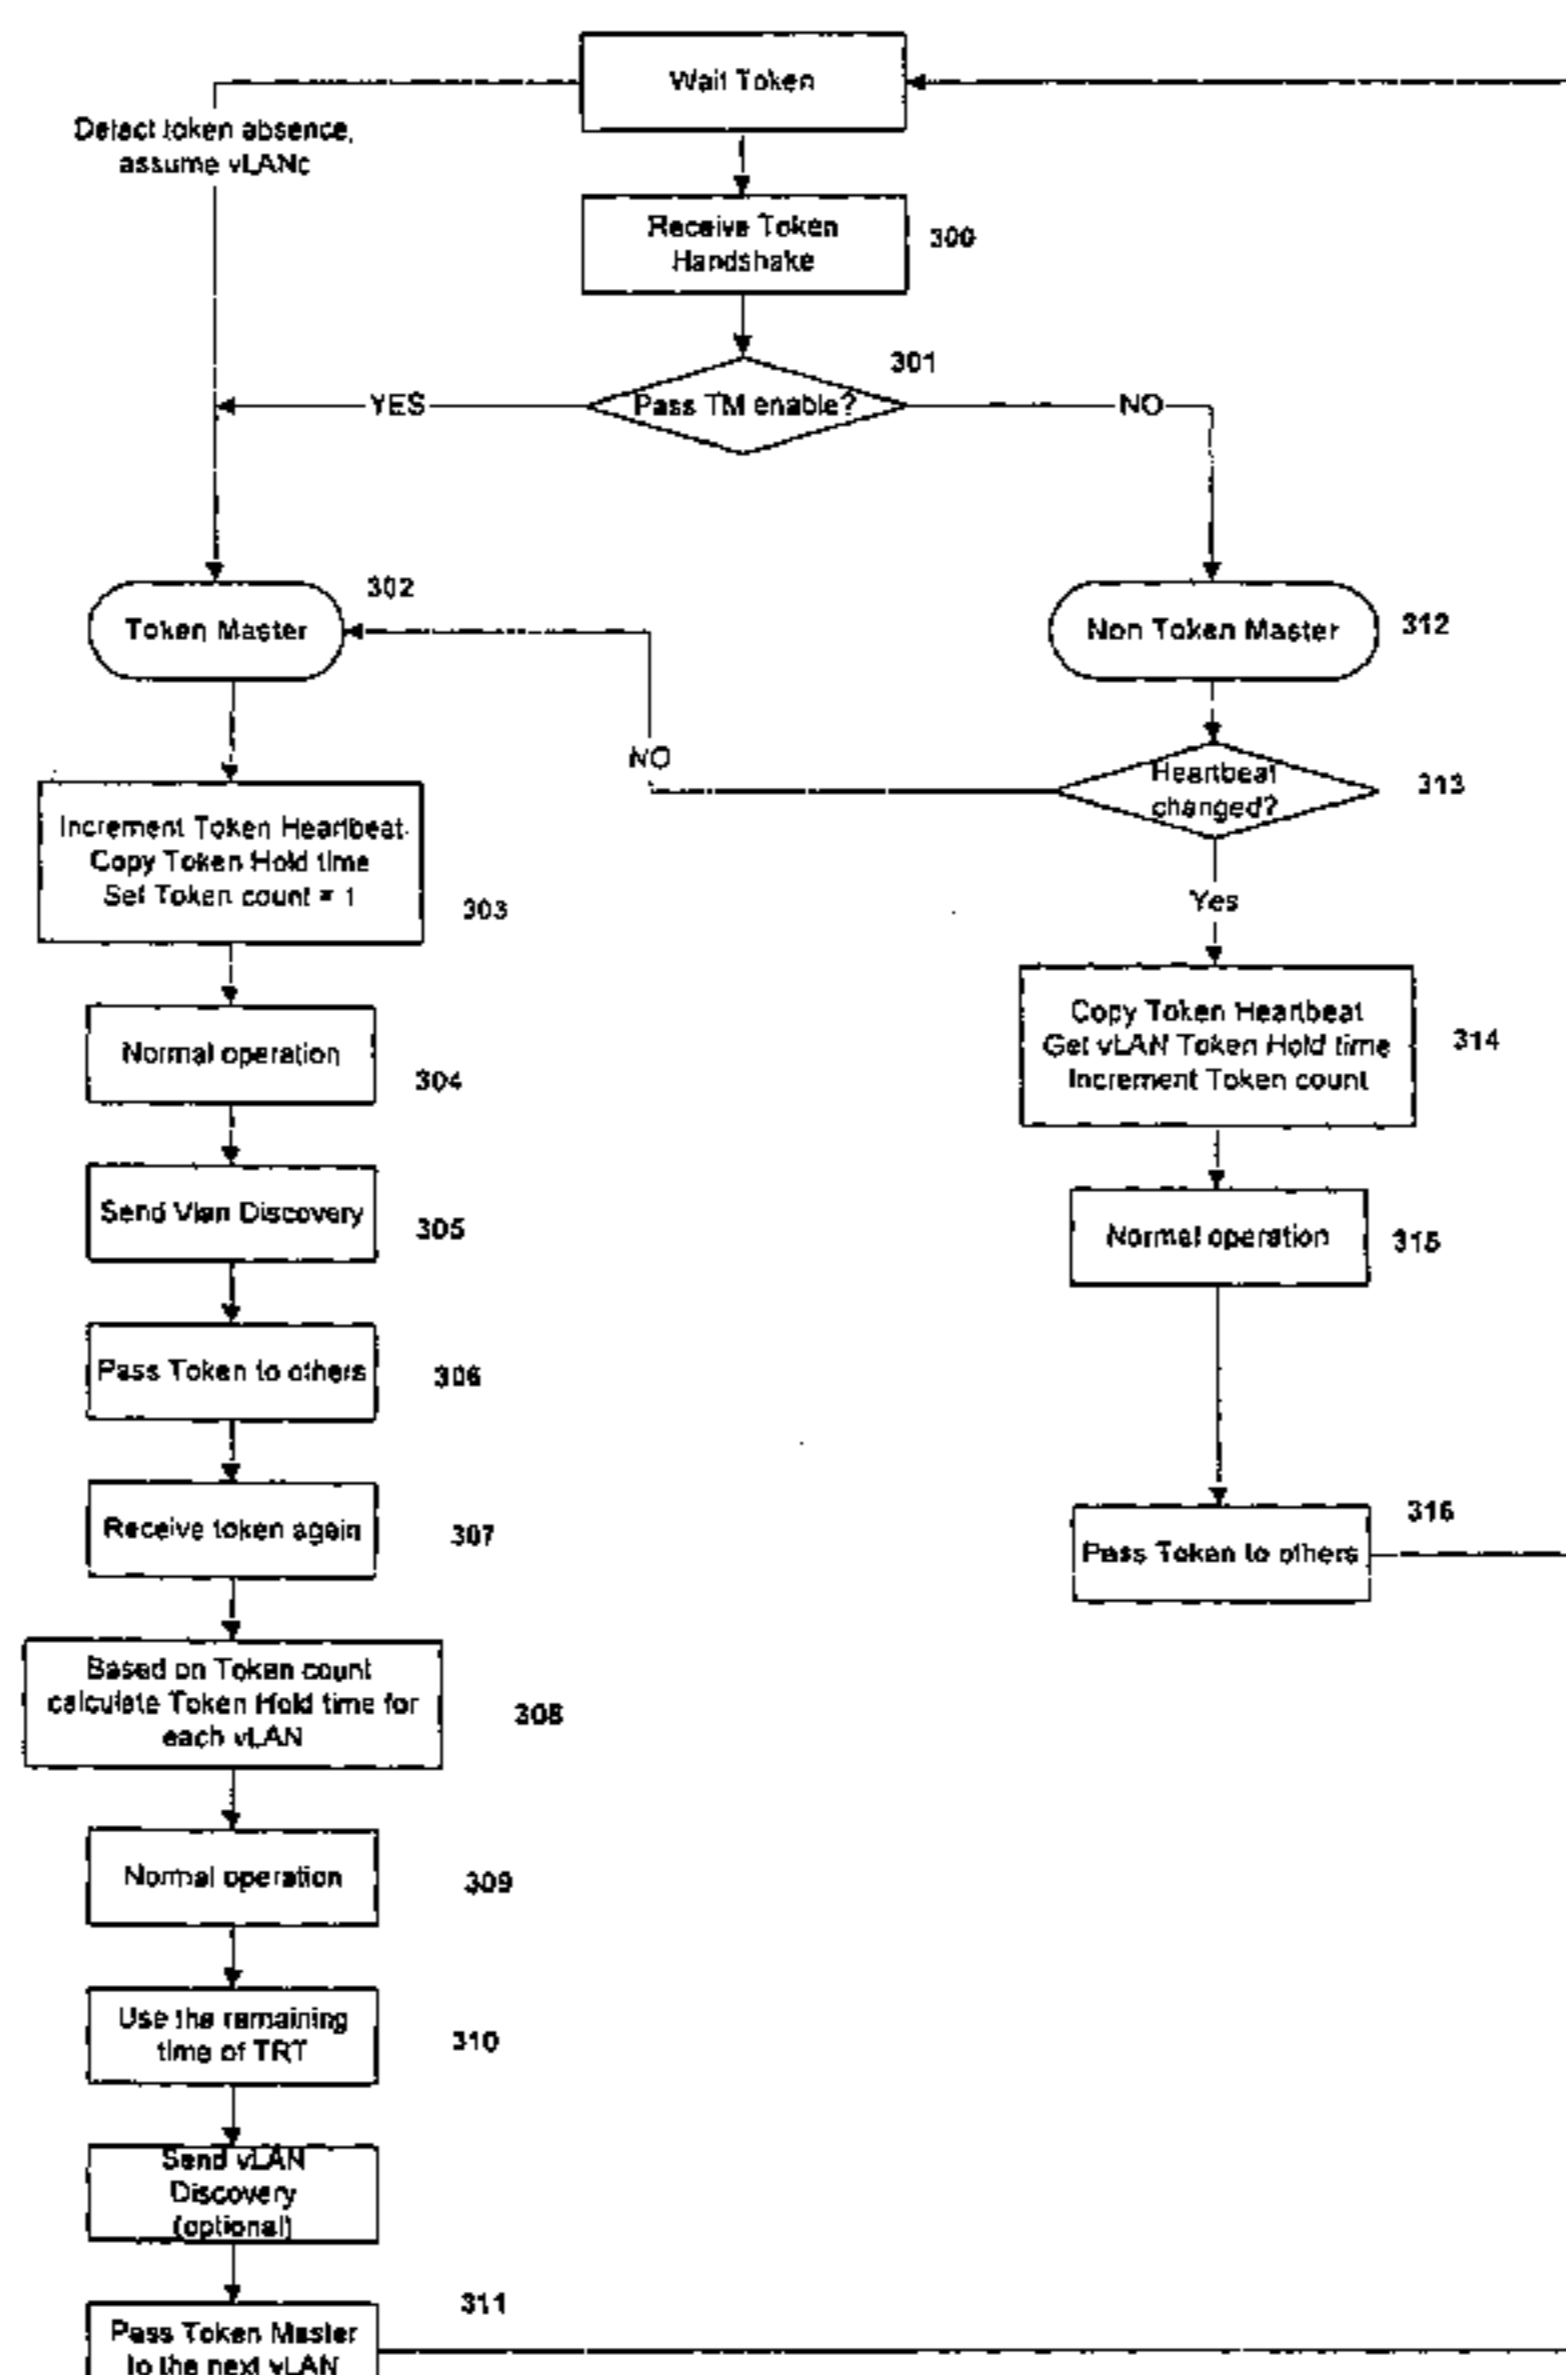 Wait Token
Detect token absence,
assume vLANc
Receive Token
Handshake
300
301
YES
Pass TM enable?
NO
302
Token Master
Non Token Master
312
NO
Heartbeat
changed?
313
Increment Token Heartbeat
Copy Token Hold time
Set Token count = 1
303
Yes
Normal operation
304
Copy Token Heartbeat
Get vLAN Token Hold time
Increment Token count
314
Send Vlan Discovery
305
Normal operation
315
Pass Token to others
306
Receive token again
307
Pass Token to others
316
Based on Token count
calculate Token Hold time for
each vLAN
308
Normal operation
309
Use the remaining
time of TRT
310
Send vLAN
Discovery
(optional)
311
Pass Token Master
to the next vLAN